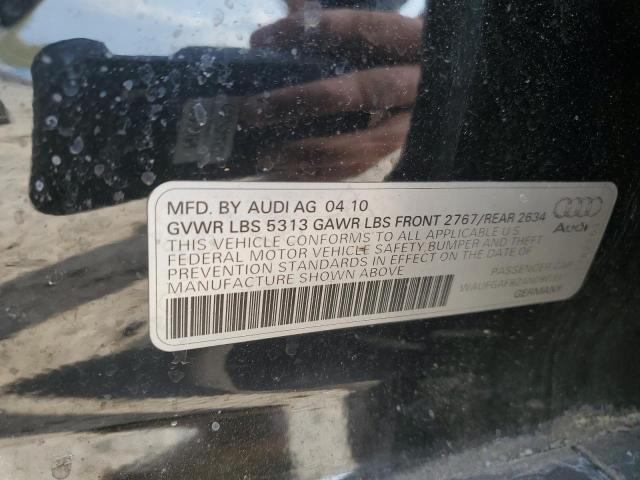 MFD. BY AUDI AG 04 10
GVWR LBS 5313 GAWR LBS FRONT 2767/REAR 2634
THIS VEHICLE CONFORMS TO ALL APPLICABLE U.S.
FEDERAL MOTOR VEHICLE SAFETY BUMPER AND THEFT
PREVENTION STANDARDS IN EFFECT ON THE DATE OF
MANUFACTURE SHOWN ABOVE
Audi
PASSENGER CAR
GERMANY